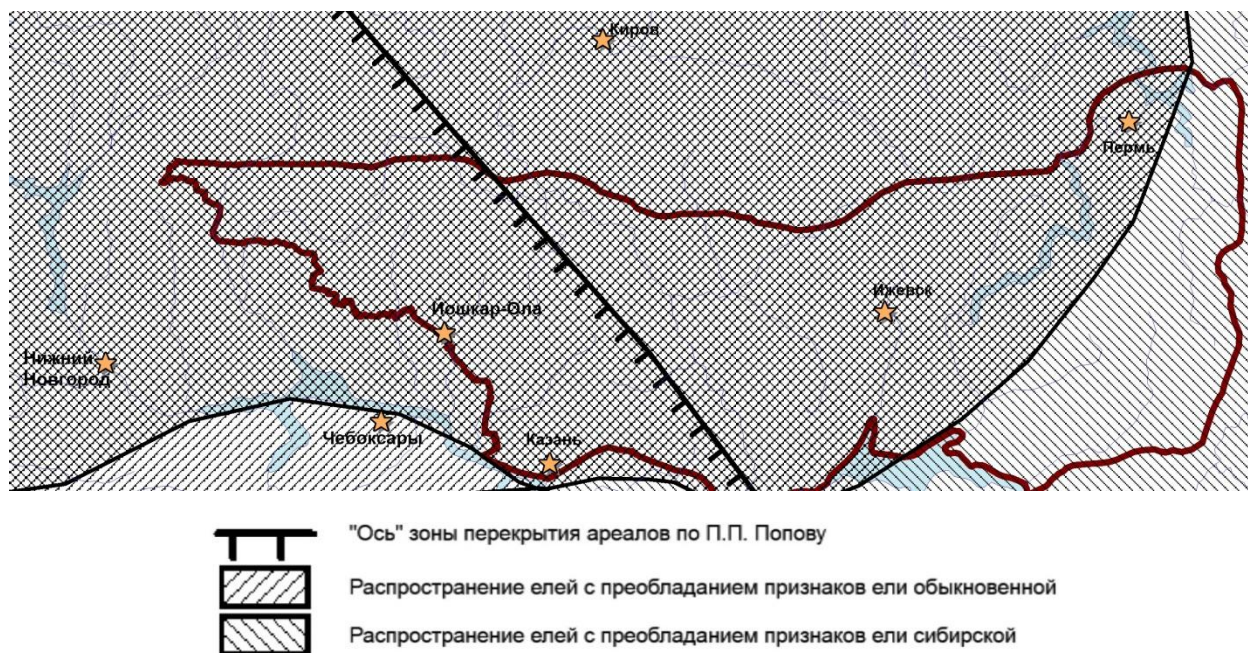 Киров
Пермь
Ижевок
Йошкар-Ола
Нижний
Новгород
Чебоксары
Казань
"Ось" зоны перекрытия ареалов по П.П. Попову
Распространение елей с преобладанием признаков ели обыкновенной
Распространение елей с преобладанием признаков ели сибирской